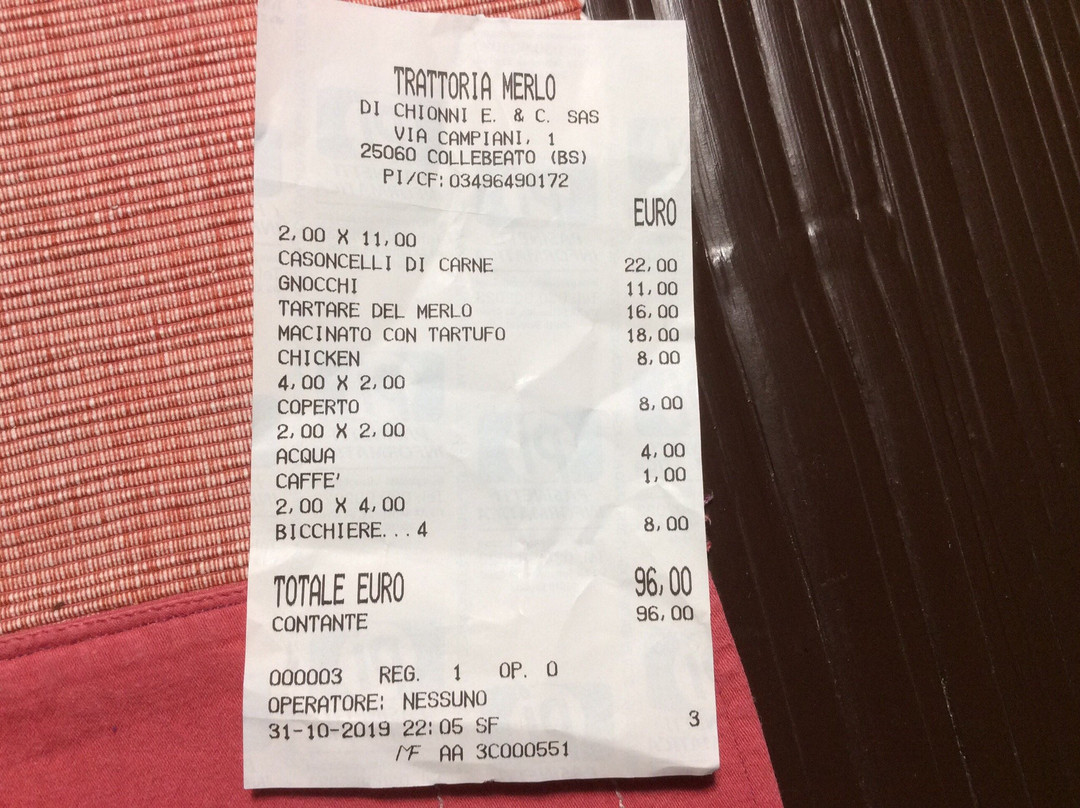 TRATTORIA MERLO
DI CHIONNI E. & C. SAS
VIA CAMPIANI, 1
25060 COLLEBEATO (BS)
PI/CF: 03496490172
EURO
2,00 X 11,00
CASONCELLI DI CARNE 22,00
GNOCCHI 11,00
TARTARE DEL MERLO 16,00
MACINATO CON TARTUFO 18,00
CHICKEN 8,00
4,00 X 2,00
COPERTO 8,00
2,00 X 2,00
ACQUA 4,00
CAFFE' 1,00
2,00 X 4,00
BICCHIERE...4 8,00
TOTALE EURO 96,00
CONTANTE 96,00
000003 REG. 1 OP. 0
OPERATORE: NESSUNO
31-10-2019 22:05 SF 3
MF AA 3C000551